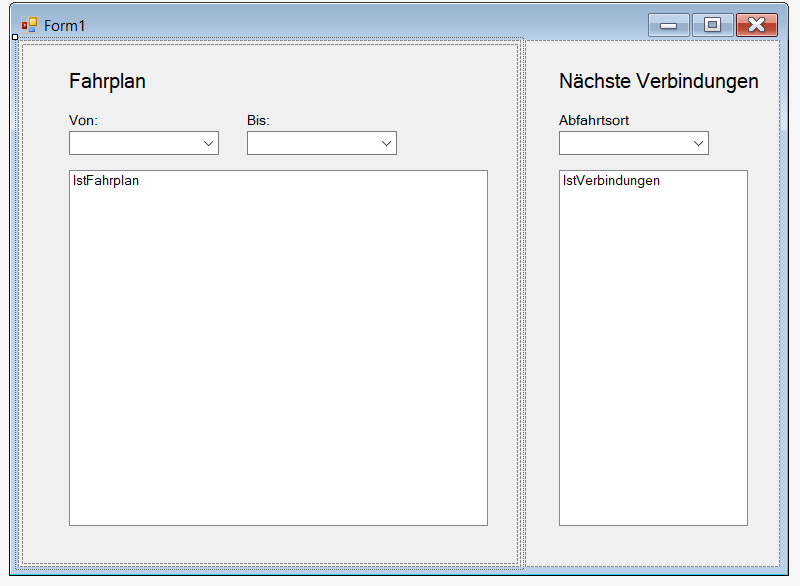 Form1
Fahrplan
Von:
Bis:
lstFahrplan
Nächste Verbindungen
Abfahrtsort
lstVerbindungen